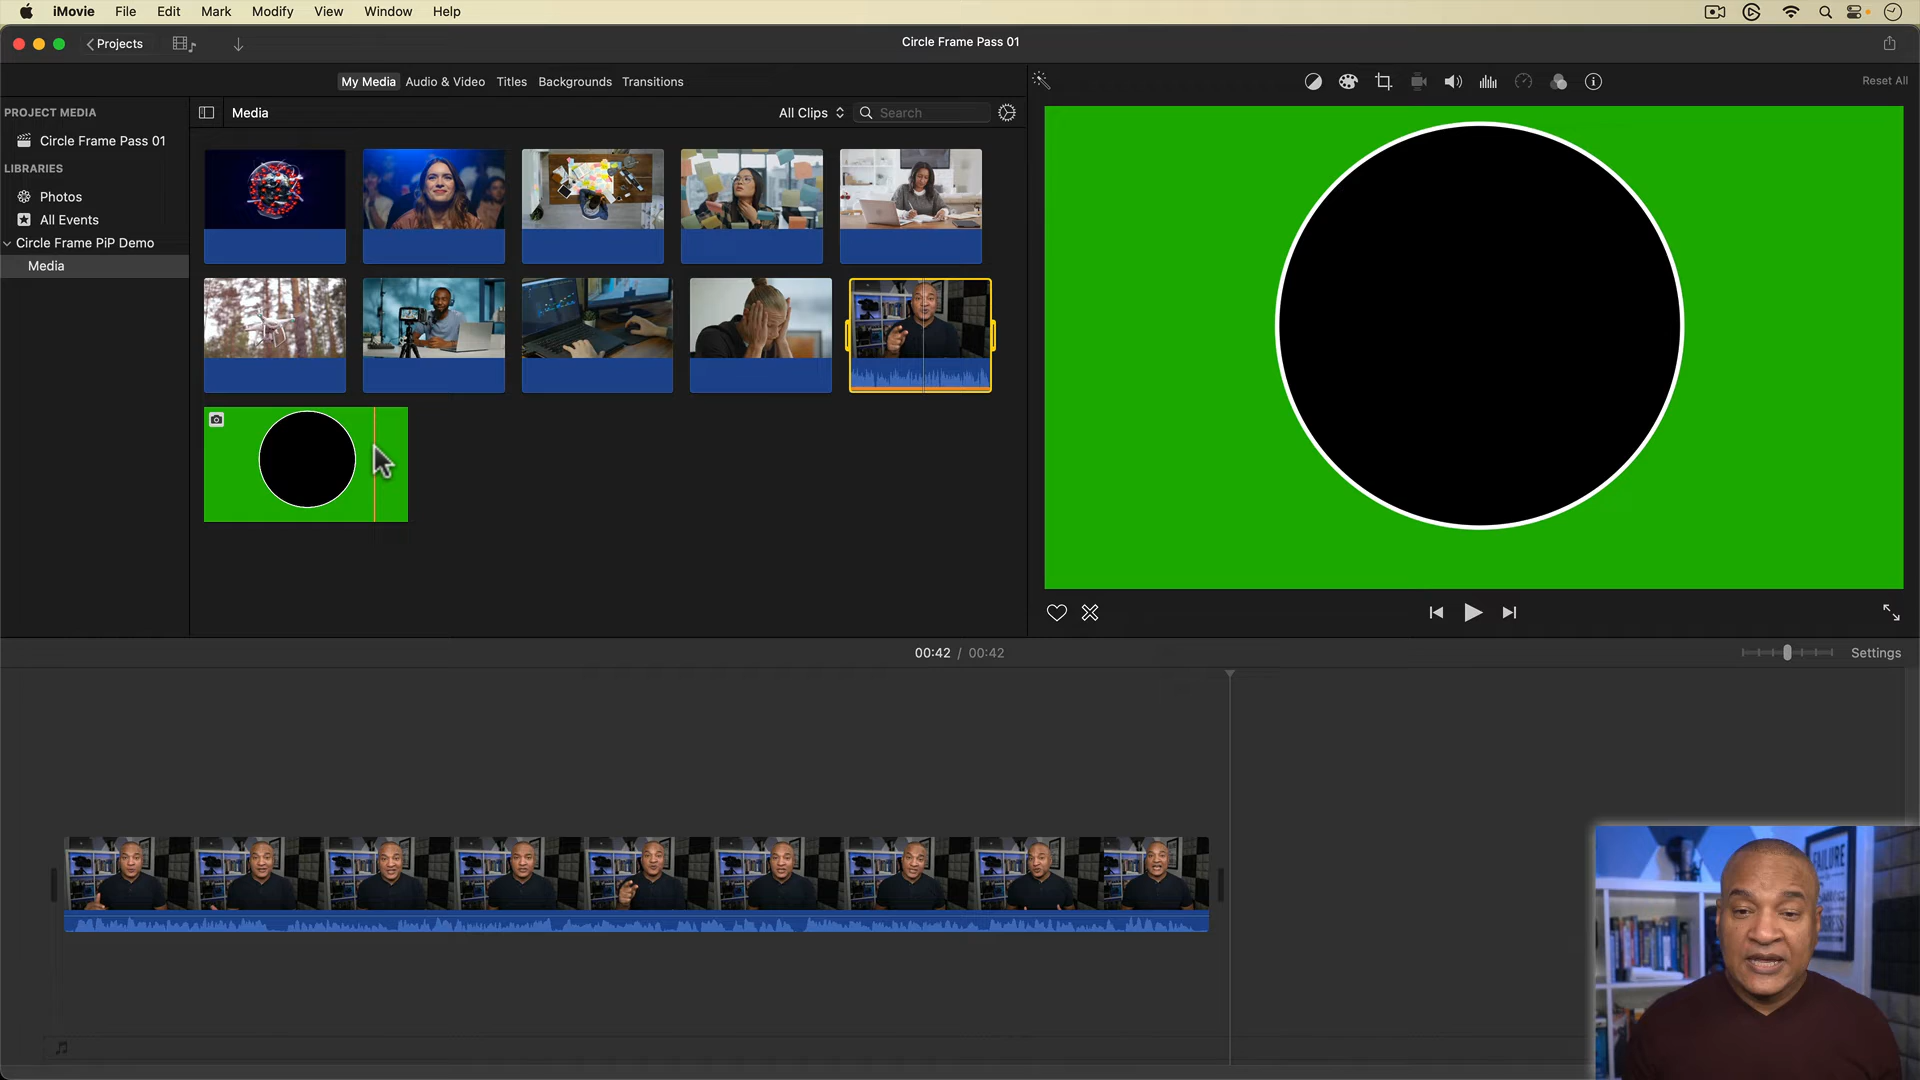 iMovie File Edit Mark Modify View Window Help
Projects
Circle Frame Pass 01
My Media Audio & Video Titles Backgrounds Transitions
Reset All
PROJECT MEDIA
Circle Frame Pass 01
LIBRARIES
Photos
All Events
Circle Frame PiP Demo
Media
Media
All Clips
Search
00:42 / 00:42
Settings
FAILURE